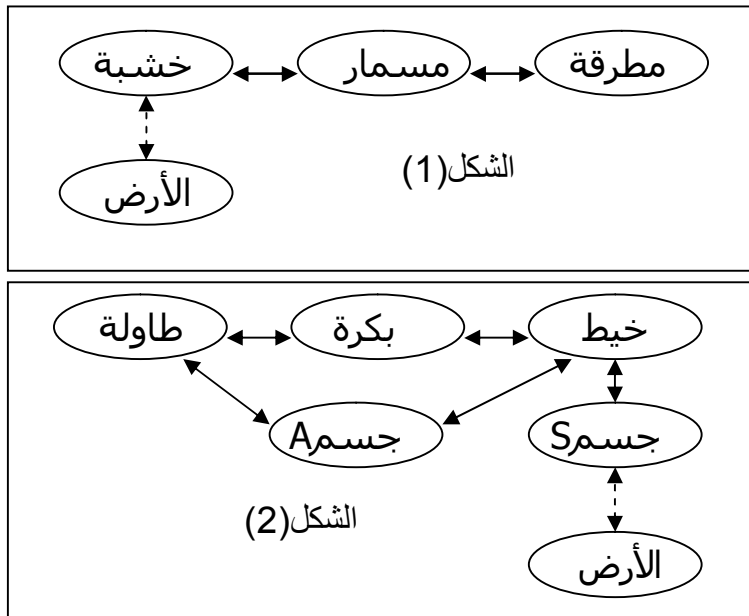 مطرقة مسمار خشبة
الشكل(1)
الأرض
خيط بكرة طاولة
جسمS جسمA
الشكل(2)
الأرض